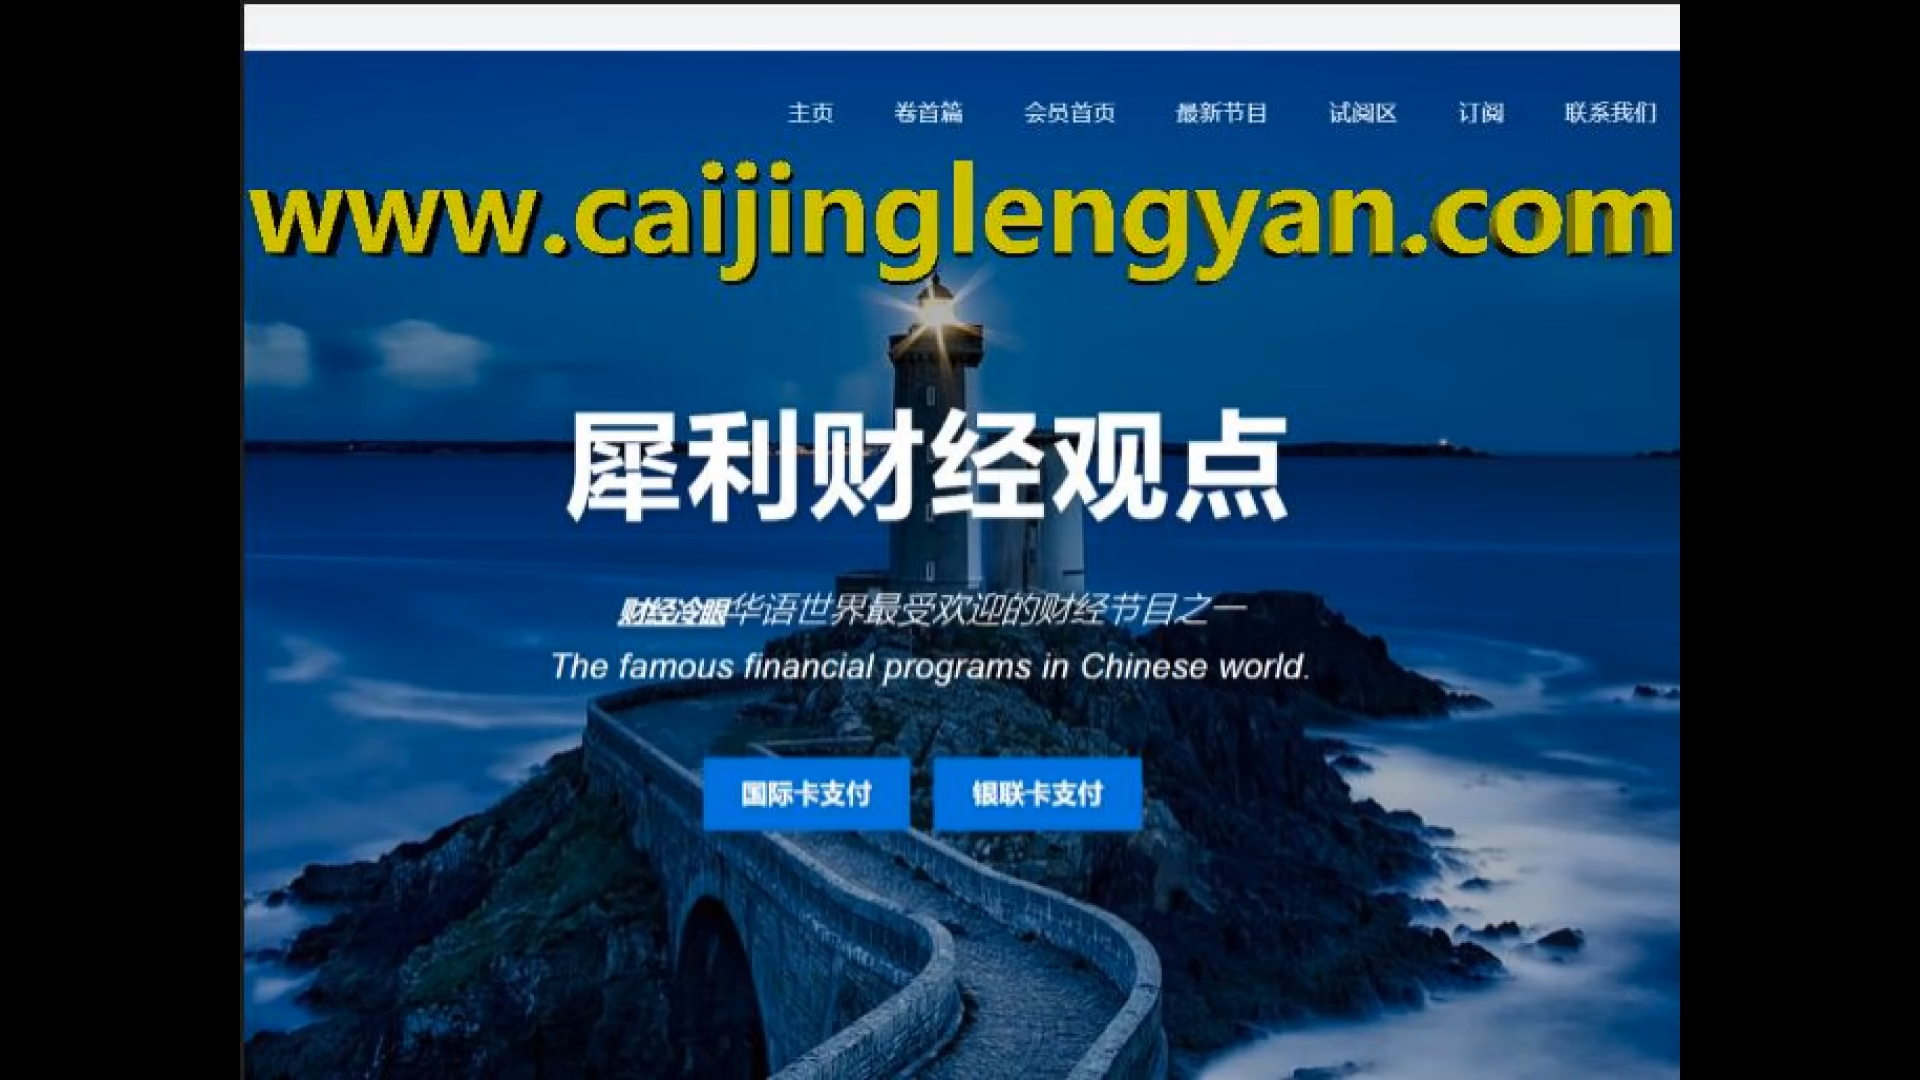 主页 卷首篇 会员首页 最新节目 试阅区 订阅 联系我们
www.caijinglengyan.com
犀利财经观点
财经冷眼华语世界最受欢迎的财经节目之一
The famous financial programs in Chinese world.
国际卡支付 银联卡支付